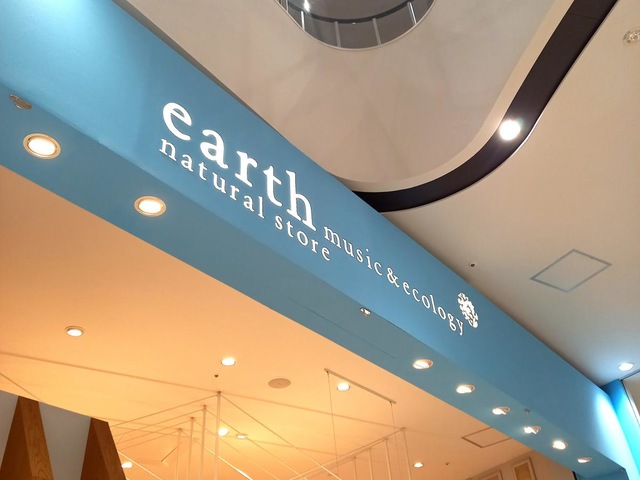 earth music & ecology
natural store